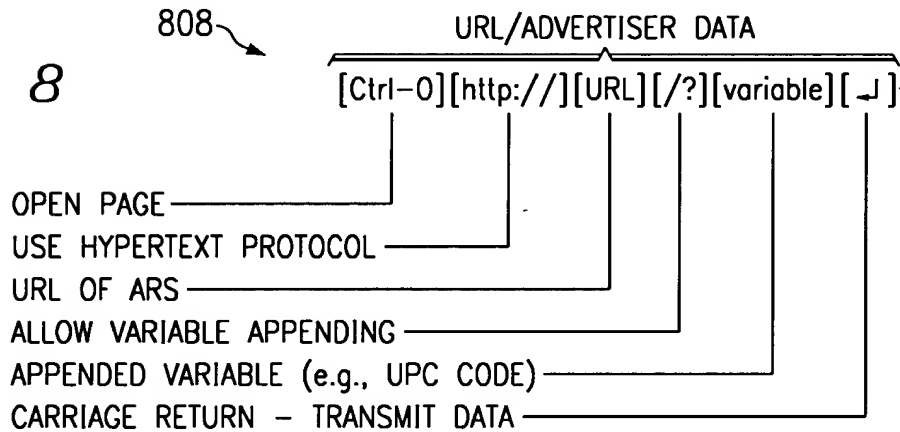 808
URL/ADVERTISER DATA
8
[Ctrl-O][http://][URL][/?][variable][↵]
OPEN PAGE
USE HYPERTEXT PROTOCOL
URL OF ARS
ALLOW VARIABLE APPENDING
APPENDED VARIABLE (e.g., UPC CODE)
CARRIAGE RETURN - TRANSMIT DATA